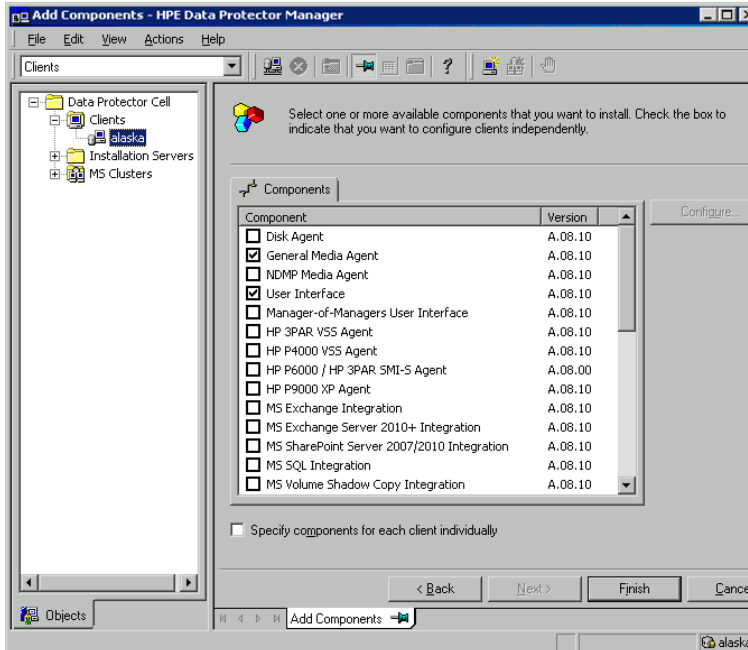 Add Components - HPE Data Protector Manager
File Edit View Actions Help
Clients
Data Protector Cell
Clients
alaska
Installation Servers
MS Clusters
Objects
Select one or more available components that you want to install. Check the box to
indicate that you want to configure clients independently.
Components
Configure...
Component Version
Disk Agent A.08.10
General Media Agent A.08.10
NDMP Media Agent A.08.10
User Interface A.08.10
Manager-of-Managers User Interface A.08.10
HP 3PAR VSS Agent A.08.10
HP P4000 VSS Agent A.08.10
HP P6000 / HP 3PAR SMI-S Agent A.08.00
HP P9000 XP Agent A.08.10
MS Exchange Integration A.08.10
MS Exchange Server 2010+ Integration A.08.10
MS SharePoint Server 2007/2010 Integration A.08.10
MS SQL Integration A.08.10
MS Volume Shadow Copy Integration A.08.10
Specify components for each client individually
< Back Next > Finish Cance
Add Components
alaska